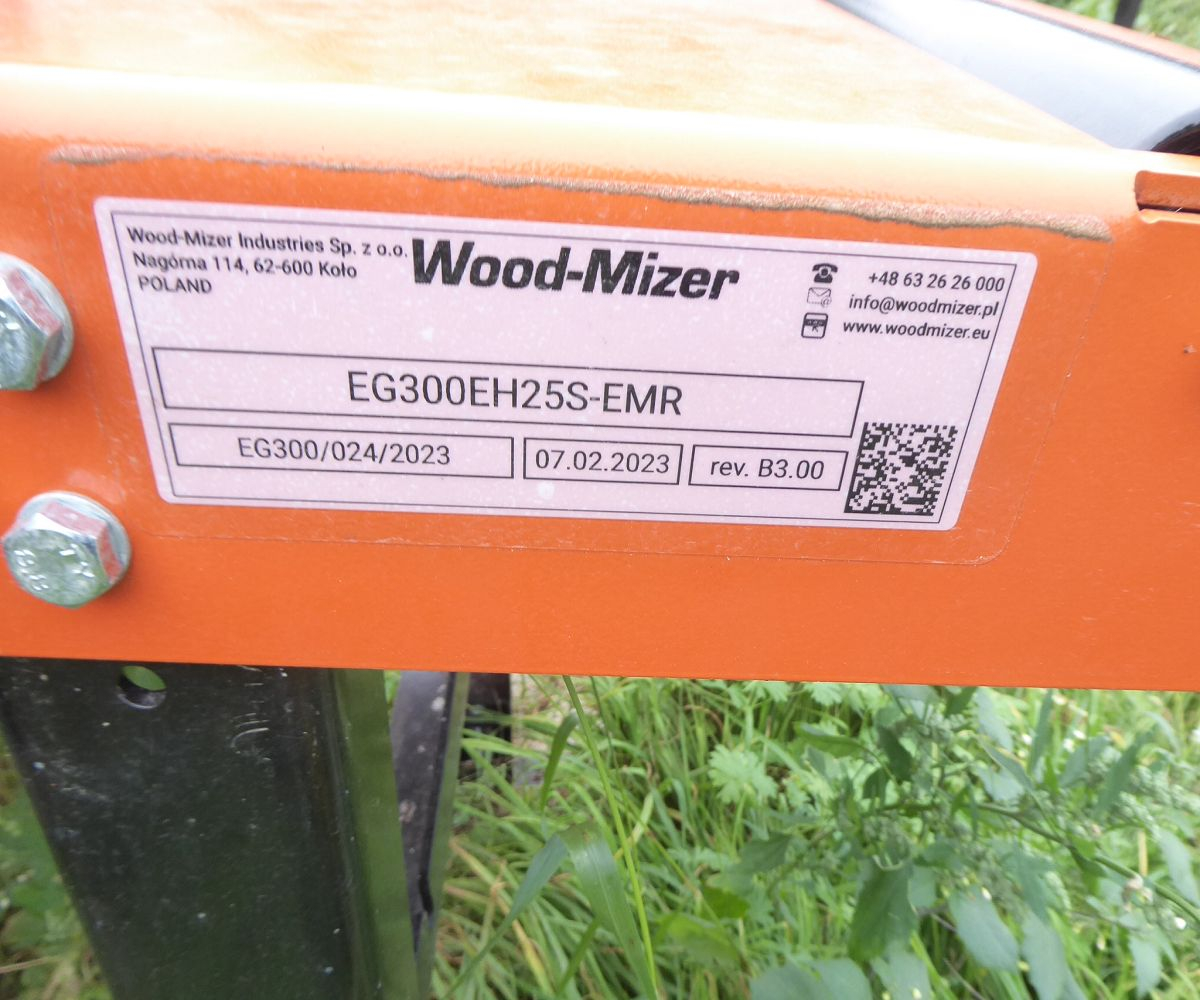 Wood-Mizer Industries Sp. z o.o.
Nagórna 114, 62-600 Koło
POLAND
Wood-Mizer
+48 63 26 26 000
info@woodmizer.pl
www.woodmizer.eu
EG300EH25S-EMR
EG300/024/2023
07.02.2023
rev. B3.00